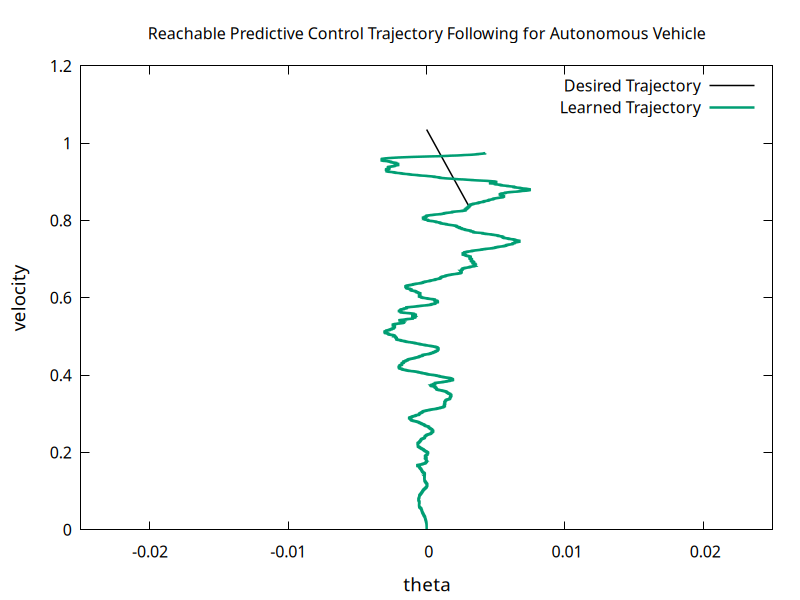 Reachable Predictive Control Trajectory Following for Autonomous Vehicle
1.2
1
0.8
0.6
0.4
0.2
0
-0.02
-0.01
0
0.01
0.02
velocity
theta
Desired Trajectory
Learned Trajectory